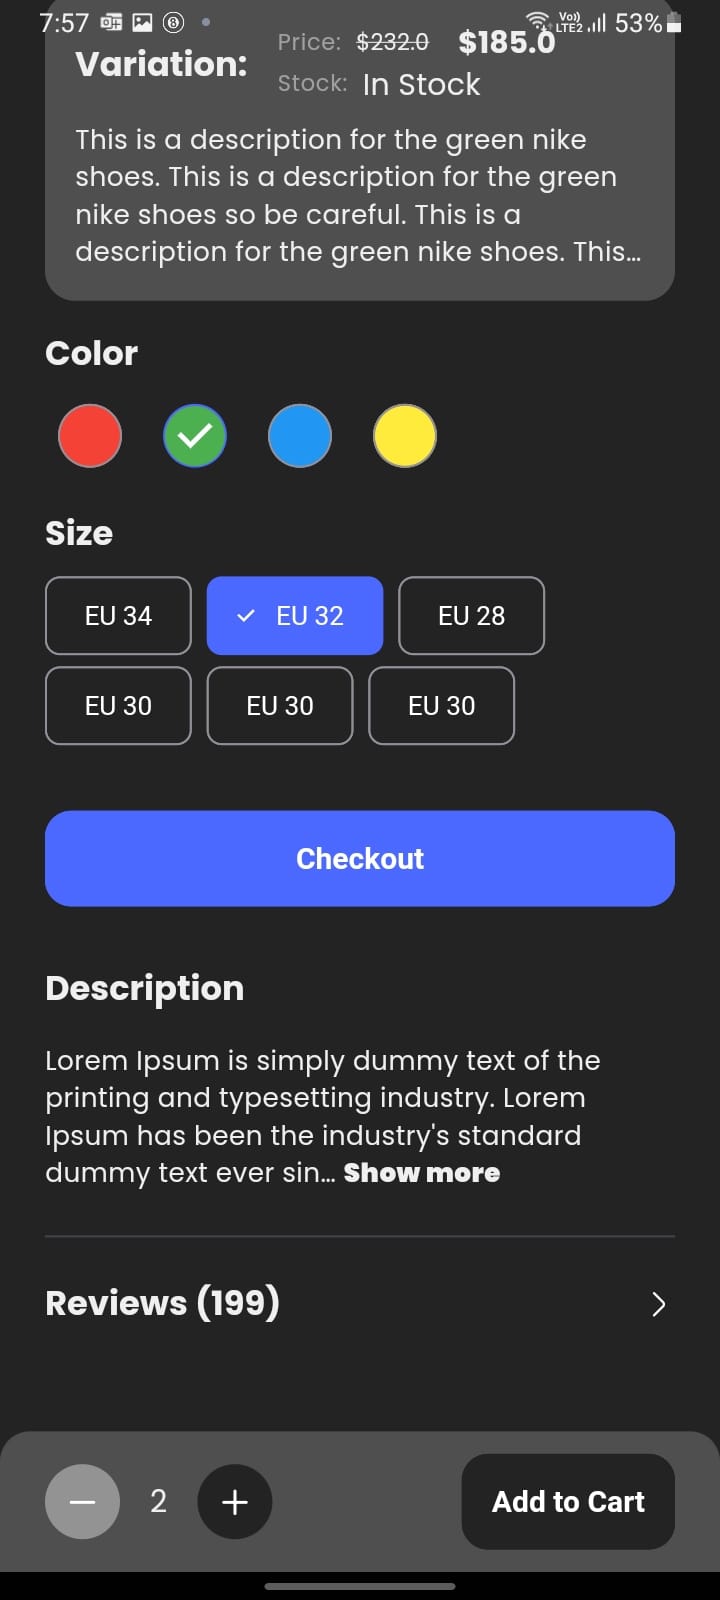 7:57 53%
Vo)) LTE2
Price: $232.0 $185.0
Variation:
Stock: In Stock
This is a description for the green nike
shoes. This is a description for the green
nike shoes so be careful. This is a
description for the green nike shoes. This...
Color
Size
EU 34 EU 32 EU 28
EU 30 EU 30 EU 30
Checkout
Description
Lorem Ipsum is simply dummy text of the
printing and typesetting industry. Lorem
Ipsum has been the industry's standard
dummy text ever sin... Show more
Reviews (199)
2 Add to Cart